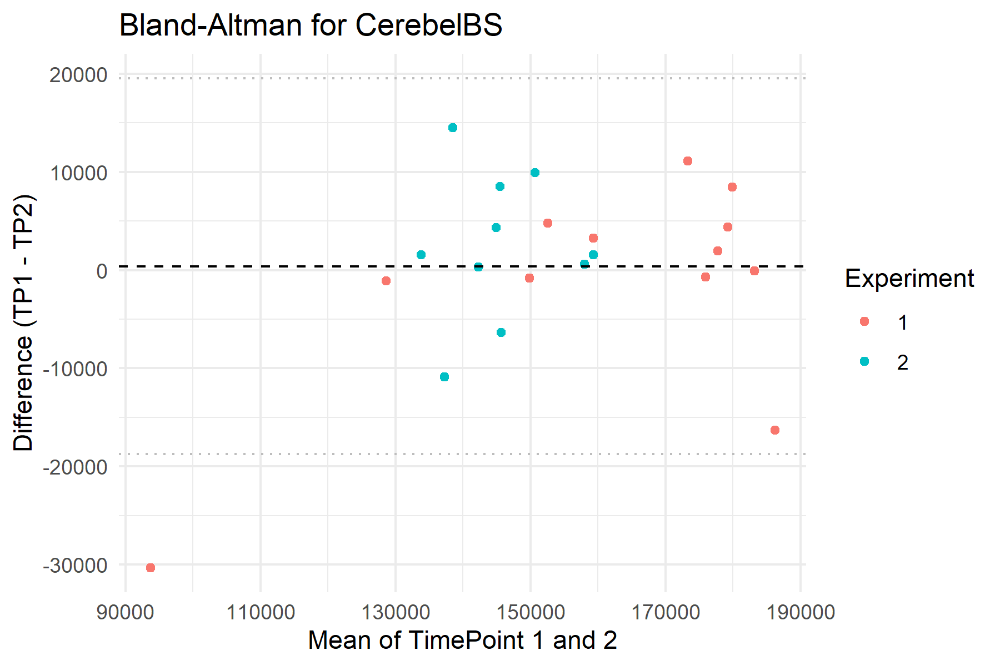 Bland-Altman for CerebelBS
Difference (TP1 - TP2)
20000
10000
0
-10000
-20000
-30000
90000 110000 130000 150000 170000 190000
Mean of TimePoint 1 and 2
Experiment
1
2